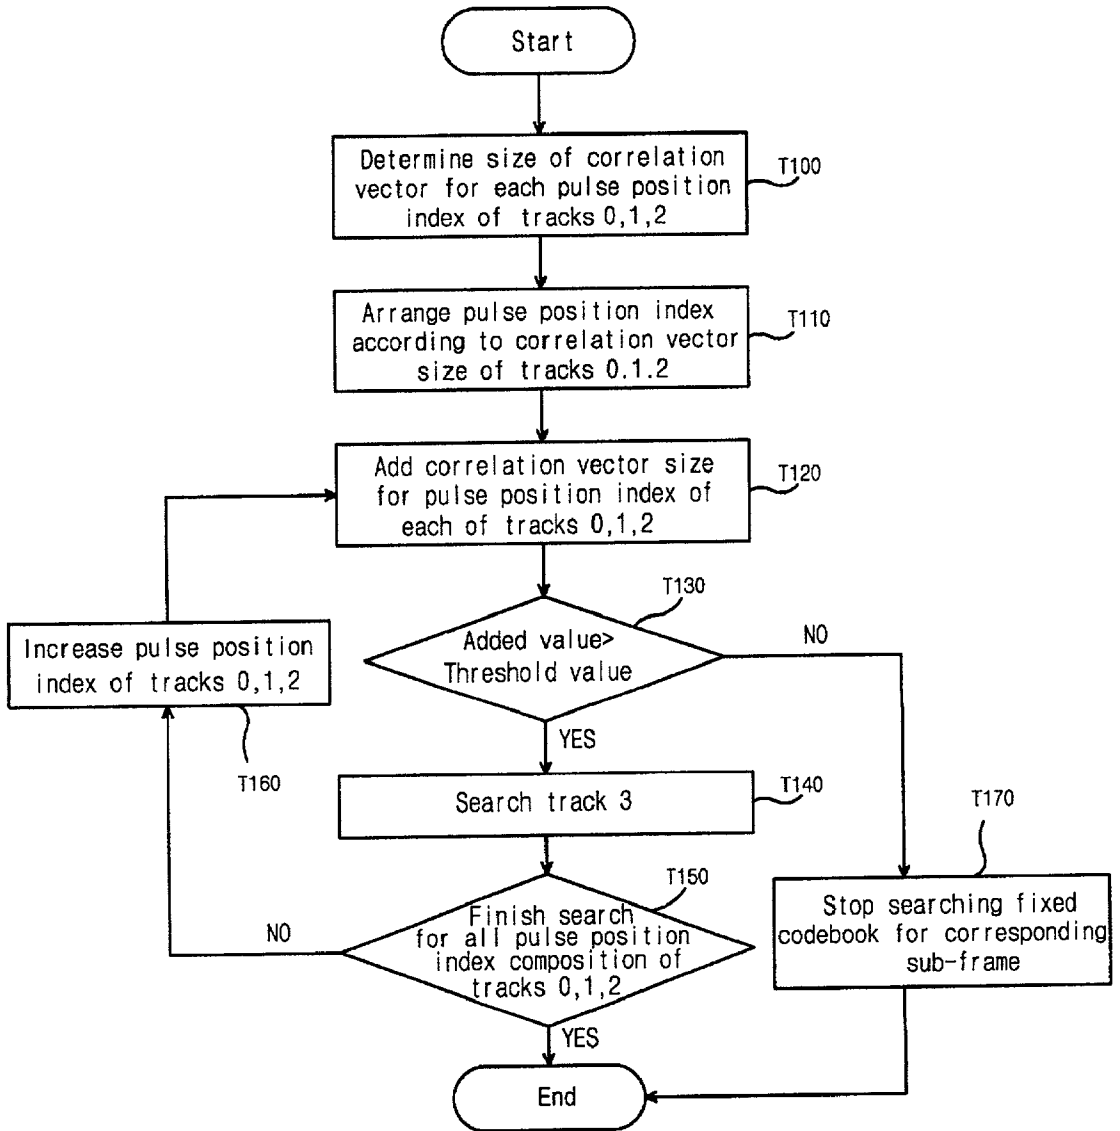 Start
Determine size of correlation
vector for each pulse position
index of tracks 0,1,2
T100
Arrange pulse position index
according to correlation vector
size of tracks 0.1.2
T110
Add correlation vector size
for pulse position index of
each of tracks 0,1,2
T120
T130
Added value>
Threshold value
NO
YES
Increase pulse position
index of tracks 0,1,2
T160
Search track 3
T140
T170
T150
Finish search
for all pulse position
index composition of
tracks 0,1,2
NO
YES
Stop searching fixed
codebook for corresponding
sub-frame
End